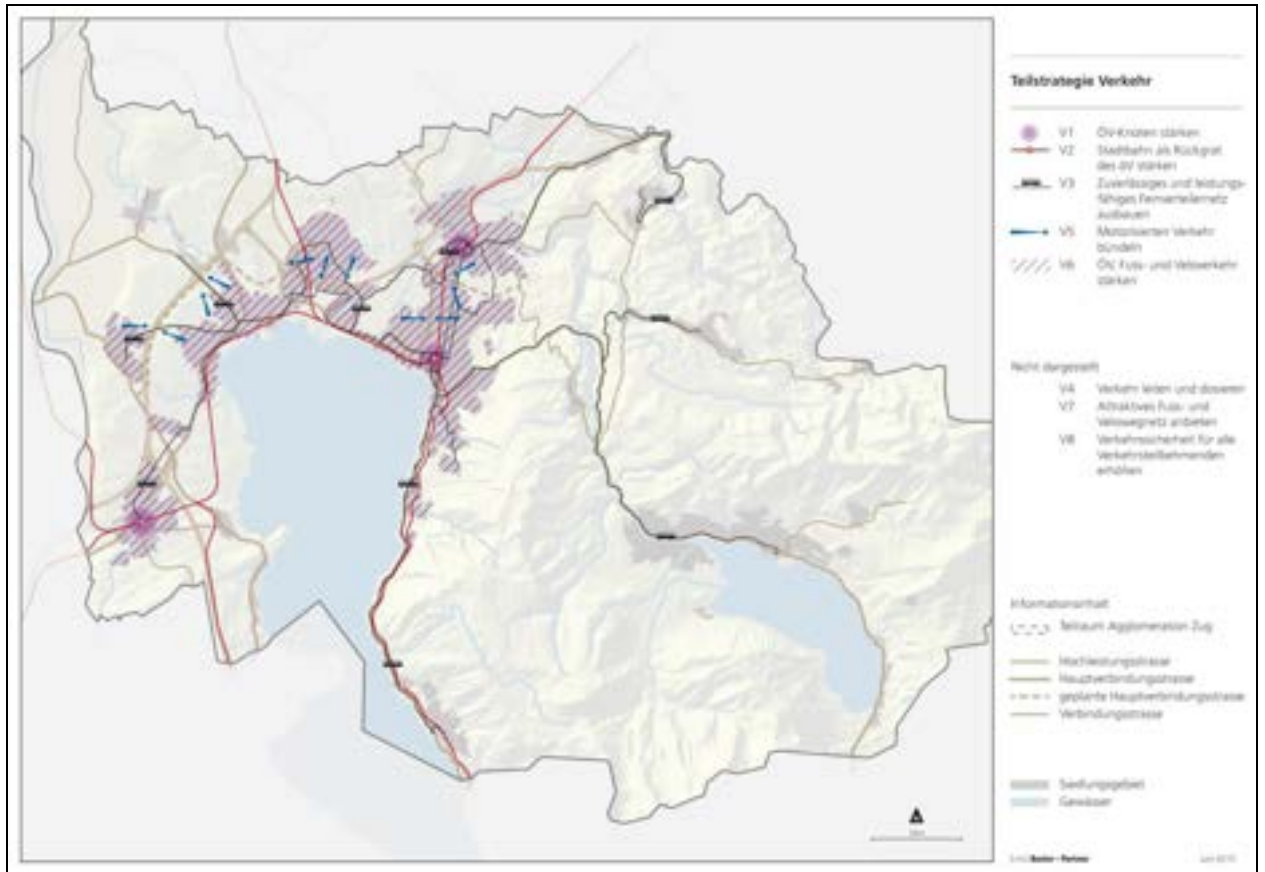 Teilstrategie Verkehr
V1 ÖV-Knoten stärken
V2 Stadtbahn als Rückgrat
des ÖV stärken
V3 Zuverlässiges und leistungs-
fähiges Feinverteilernetz
ausbauen
V5 Motorisierten Verkehr
bündeln
V6 ÖV, Fuss- und Veloverkehr
stärken
Nicht dargestellt
V4 Verkehr leiten und dosieren
V7 Attraktives Fuss- und
Velowegnetz anbieten
V8 Verkehrssicherheit für alle
Verkehrsteilnehmenden
erhöhen
Informationsinhalt
Teilraum Agglomeration Zug
Hochleistungsstrasse
Hauptverbindungsstrasse
geplante Hauptverbindungsstrasse
Verbindungsstrasse
Siedlungsgebiet
Gewässer
Basler + Partner